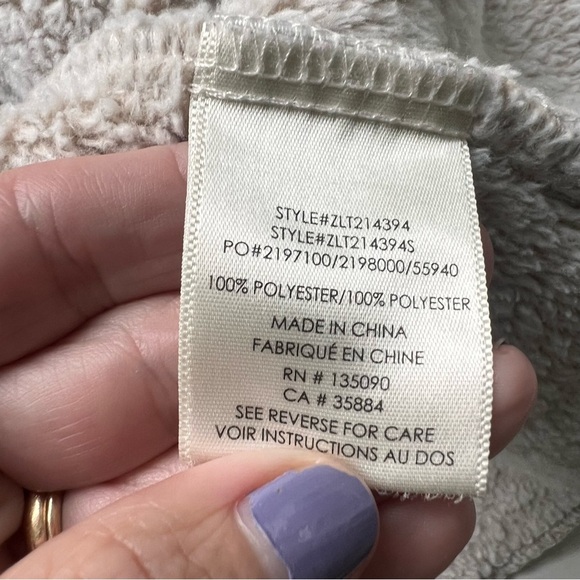 STYLE#ZLT214394
STYLE#ZLT214394S
PO#2197100/2198000/55940
100% POLYESTER/100% POLYESTER
MADE IN CHINA
FABRIQUÉ EN CHINE
RN # 135090
CA # 35884
SEE REVERSE FOR CARE
VOIR INSTRUCTIONS AU DOS